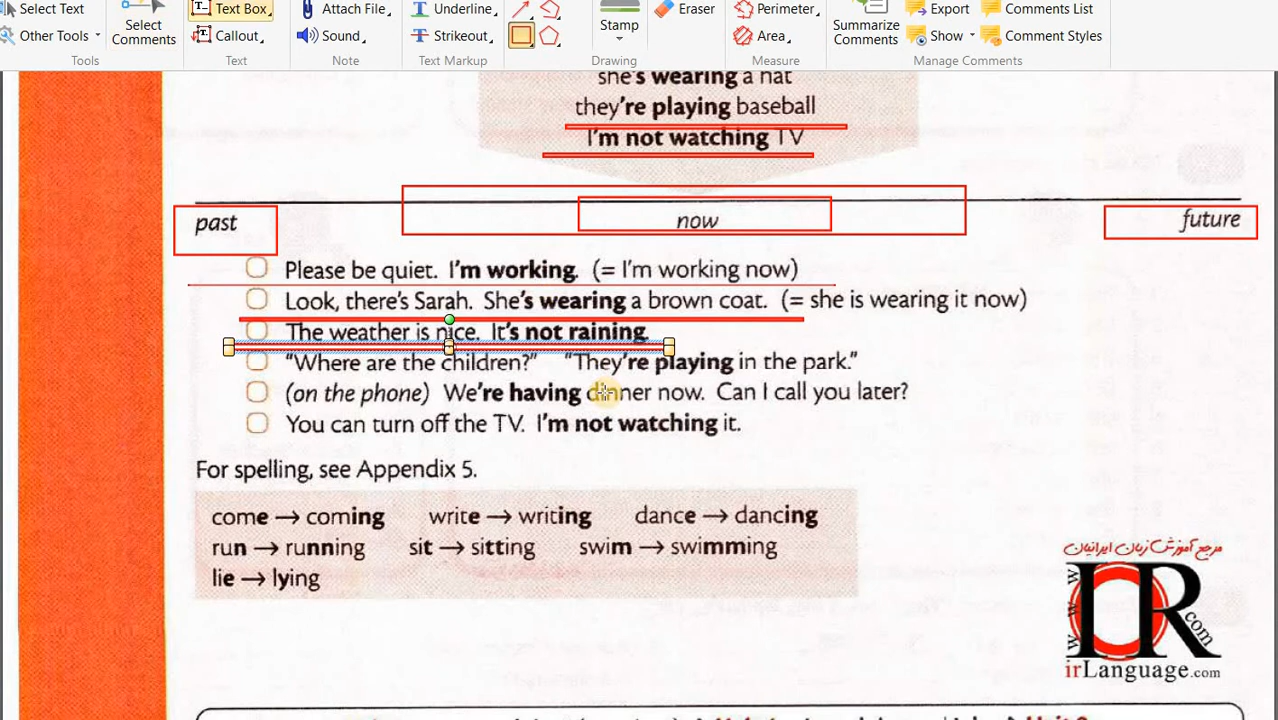 Select Text
Other Tools
Select
Comments
Text Box
Callout
Attach File
Sound
Underline
Strikeout
Stamp
Eraser
Perimeter
Area
Summarize
Comments
Export
Show
Comments List
Comment Styles
Tools
Text
Note
Text Markup
Drawing
Measure
Manage Comments
she's wearing a hat
they're playing baseball
I'm not watching TV
past now future
Please be quiet. I'm working. (= I'm working now)
Look, there's Sarah. She's wearing a brown coat. (= she is wearing it now)
The weather is nice. It's not raining.
"Where are the children?" "They're playing in the park."
(on the phone) We're having dinner now. Can I call you later?
You can turn off the TV. I'm not watching it.
For spelling, see Appendix 5.
come → coming write → writing dance → dancing
run → running sit → sitting swim → swimming
lie → lying
مرجع آموزش زبان ایرانیان
www.IR.com
irLanguage.com